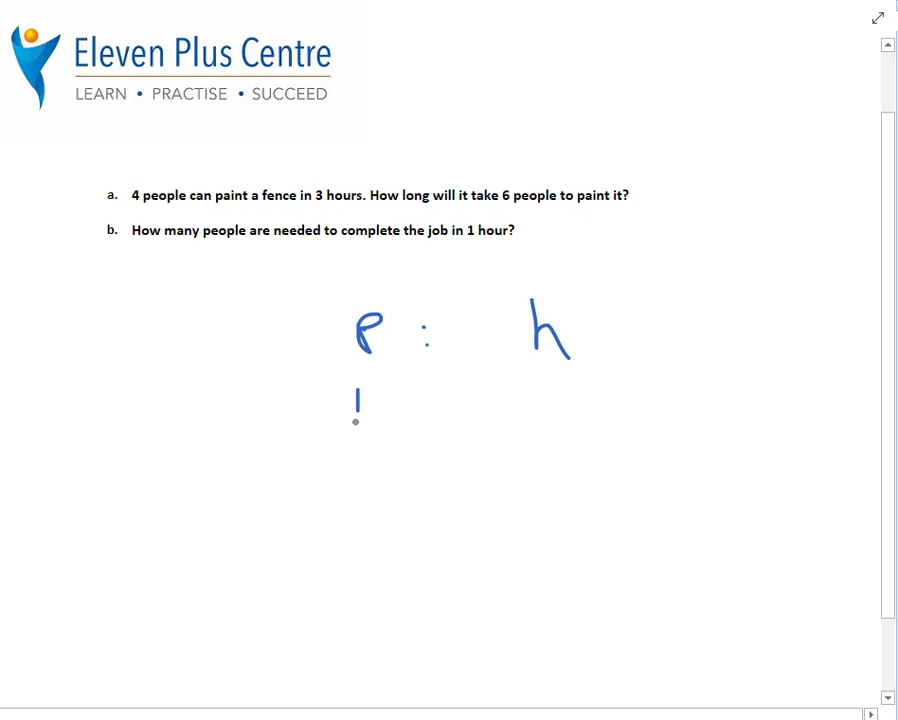 Eleven Plus Centre
LEARN • PRACTISE • SUCCEED
a. 4 people can paint a fence in 3 hours. How long will it take 6 people to paint it?
b. How many people are needed to complete the job in 1 hour?
P : h
1